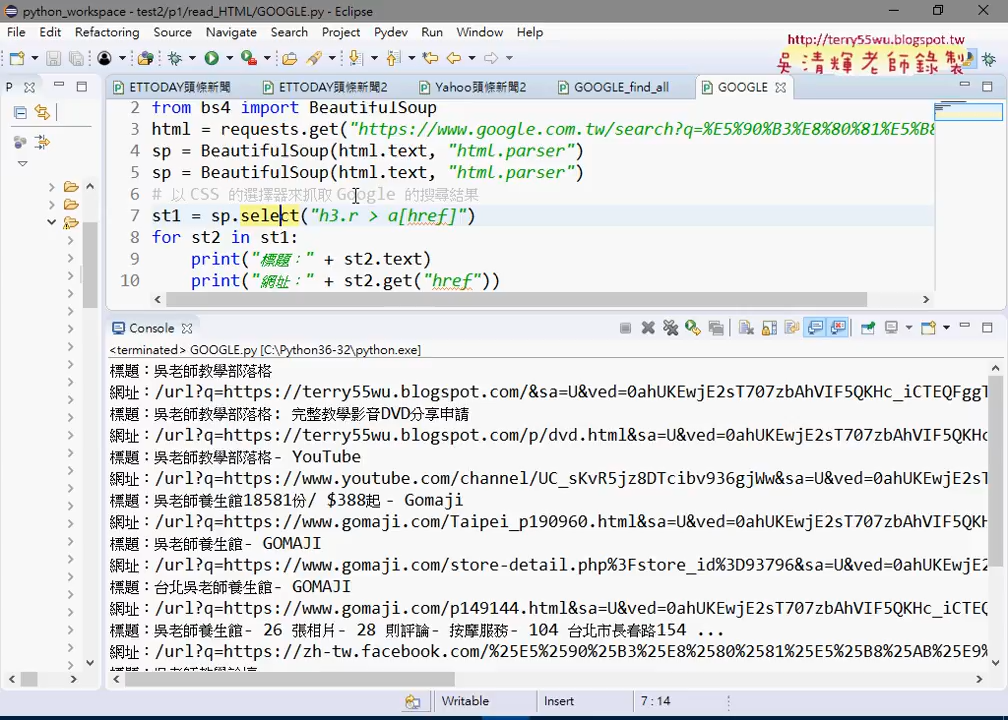 python_workspace - test2/p1/read_HTML/GOOGLE.py - Eclipse
File Edit Refactoring Source Navigate Search Project Pydev Run Window Help
http://terry55wu.blogspot.tw
吳清輝老師錄製
P ETTODAY頭條新聞 ETTODAY頭條新聞2 Yahoo頭條新聞2 GOOGLE_find_all GOOGLE
2 from bs4 import BeautifulSoup
3 html = requests.get("https://www.google.com.tw/search?q=%E5%90%B3%E8%80%81%E5%B8
4 sp = BeautifulSoup(html.text, "html.parser")
5 sp = BeautifulSoup(html.text, "html.parser")
6 # 以 CSS 的選擇器來抓取 Google 的搜尋結果
7 st1 = sp.select("h3.r > a[href]")
8 for st2 in st1:
9 print("標題：" + st2.text)
10 print("網址：" + st2.get("href"))
Console
<terminated> GOOGLE.py [C:\Python36-32\python.exe]
標題：吳老師教學部落格
網址：/url?q=https://terry55wu.blogspot.com/&sa=U&ved=0ahUKEwjE2sT707zbAhVIF5QKHc_iCTEQFggT
標題：吳老師教學部落格: 完整教學影音DVD分享申請
網址：/url?q=https://terry55wu.blogspot.com/p/dvd.html&sa=U&ved=0ahUKEwjE2sT707zbAhVIF5QKHc
標題：吳老師教學部落格- YouTube
網址：/url?q=https://www.youtube.com/channel/UC_sKvR5jz8DTcibv936gjWw&sa=U&ved=0ahUKEwjE2sT
標題：吳老師養生館18581份/ $388起 - Gomaji
網址：/url?q=https://www.gomaji.com/Taipei_p190960.html&sa=U&ved=0ahUKEwjE2sT707zbAhVIF5QKH
標題：吳老師養生館- GOMAJI
網址：/url?q=https://www.gomaji.com/store-detail.php%3Fstore_id%3D93796&sa=U&ved=0ahUKEwjE2
標題：台北吳老師養生館- GOMAJI
網址：/url?q=https://www.gomaji.com/p149144.html&sa=U&ved=0ahUKEwjE2sT707zbAhVIF5QKHc_iCTEQ
標題：吳老師養生館- 26 張相片- 28 則評論- 按摩服務- 104 台北市長春路154 ...
網址：/url?q=https://zh-tw.facebook.com/%25E5%2590%25B3%25E8%2580%2581%25E5%25B8%25AB%25E9%
Writable Insert 7 : 14